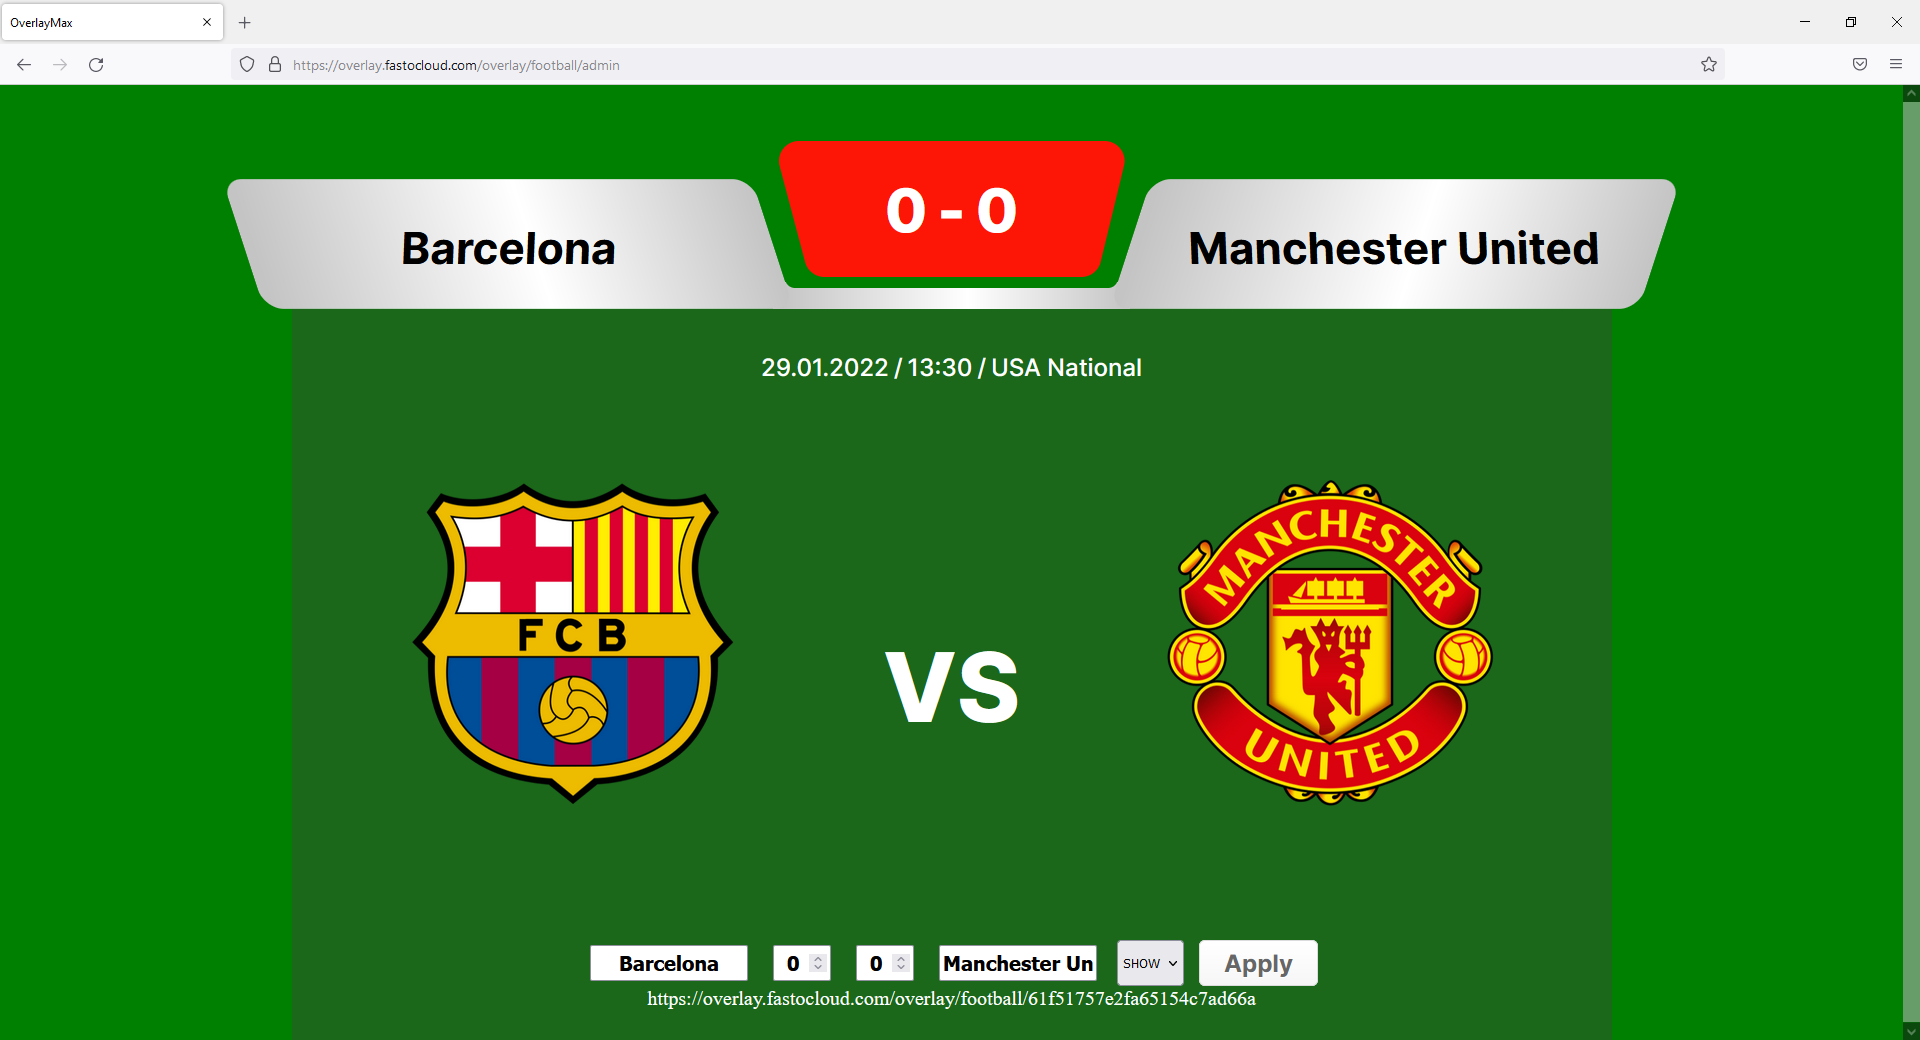 OverlayMax
https://overlay.fastocloud.com/overlay/football/admin
0 - 0
Barcelona
Manchester United
29.01.2022 / 13:30 / USA National
MANCHESTER
FCB
VS
UNITED
Barcelona 0 0 Manchester Un SHOW Apply
https://overlay.fastocloud.com/overlay/football/61f51757e2fa65154c7ad66a